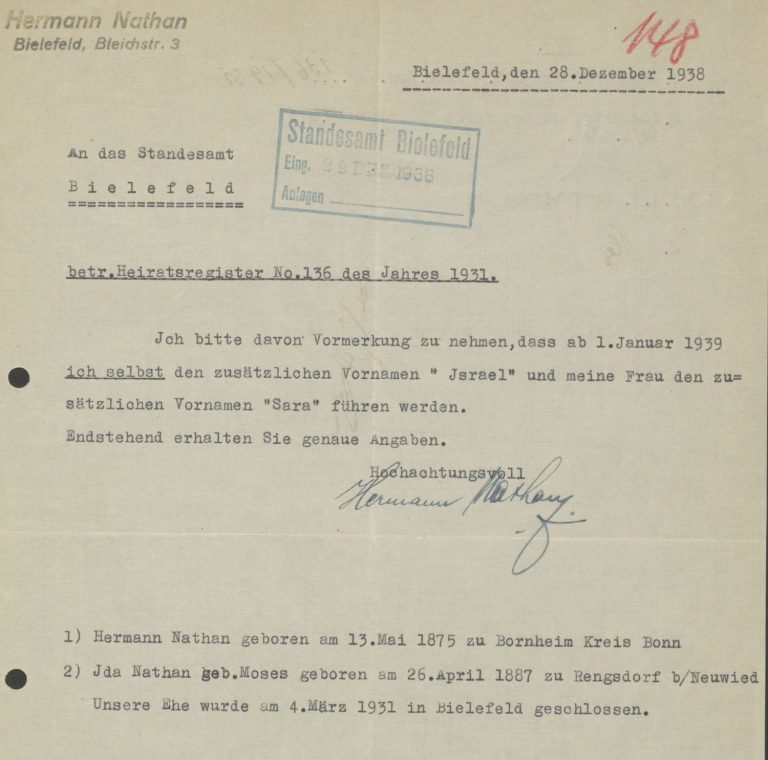 Hermann Nathan
Bielefeld, Bleichstr. 3
148
Bielefeld,den 28.Dezember 1938
Standesamt Bielefeld
Eing. 29 DEZ 1938
Anlagen
An das Standesamt
B i e l e f e l d
betr.Heiratsregister No.136 des Jahres 1931.
Ich bitte davon Vormerkung zu nehmen,dass ab 1.Januar 1939
ich selbst den zusätzlichen Vornamen " Jsrael" und meine Frau den zu=
sätzlichen Vornamen "Sara" führen werden.
Endstehend erhalten Sie genaue Angaben.
Hochachtungsvoll
Hermann Nathan.
1) Hermann Nathan geboren am 13.Mai 1875 zu Bornheim Kreis Bonn
2) Jda Nathan geb.Moses geboren am 26.April 1887 zu Rengsdorf b/Neuwied
Unsere Ehe wurde am 4.März 1931 in Bielefeld geschlossen.